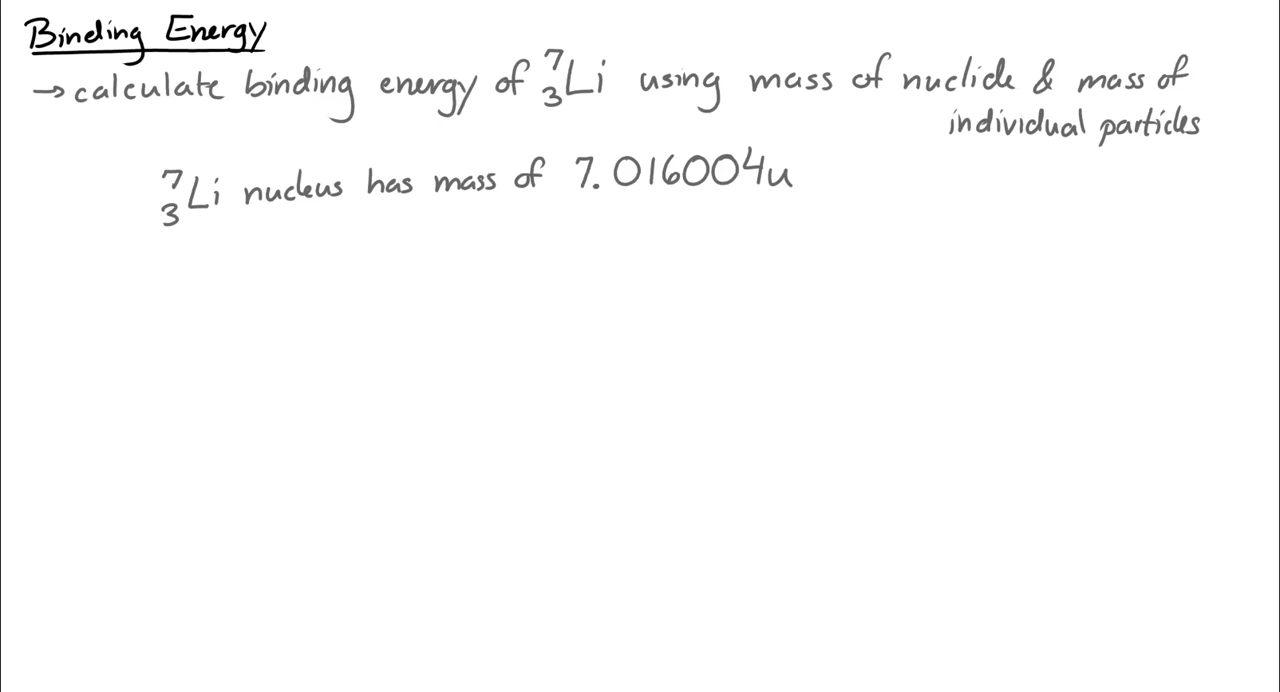 Binding Energy
→ calculate binding energy of ⁷₃Li using mass of nuclide & mass of
individual particles
⁷₃Li nucleus has mass of 7.016004u